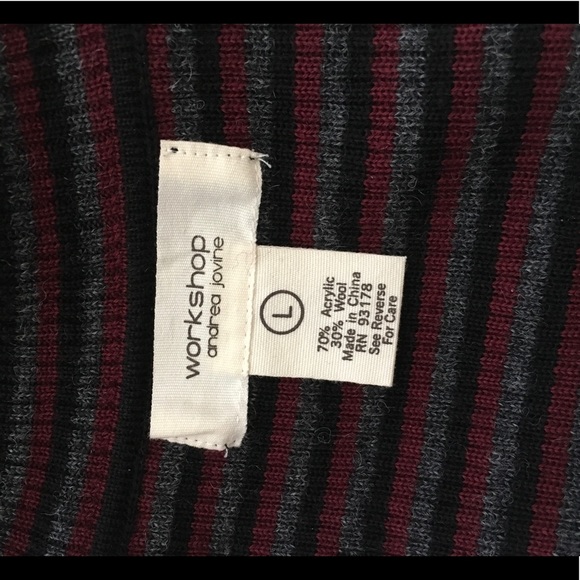 workshop
andrea jovine
L
70% Acrylic
30% Wool
Made in China
RN 93178
See Reverse
For Care